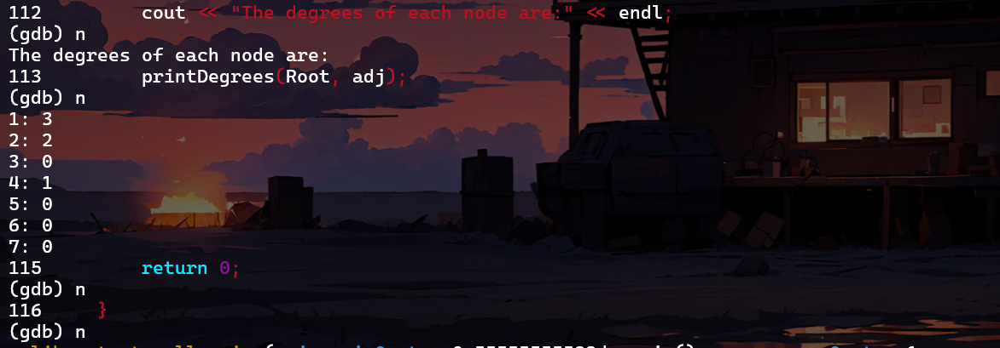 112         cout << "The degrees of each node are:" << endl;
(gdb) n
The degrees of each node are:
113         printDegrees(Root, adj);
(gdb) n
1: 3
2: 2
3: 0
4: 1
5: 0
6: 0
7: 0
115         return 0;
(gdb) n
116     }
(gdb) n